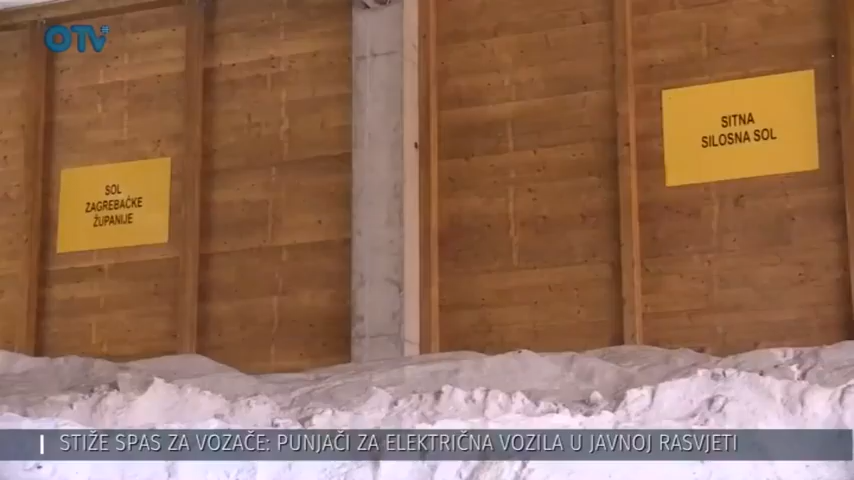 OTV
SOL
ZAGREBAČKE
ŽUPANIJE
SITNA
SILOSNA SOL
STIŽE SPAS ZA VOZAČE: PUNJAČI ZA ELEKTRIČNA VOZILA U JAVNOJ RASVJETI